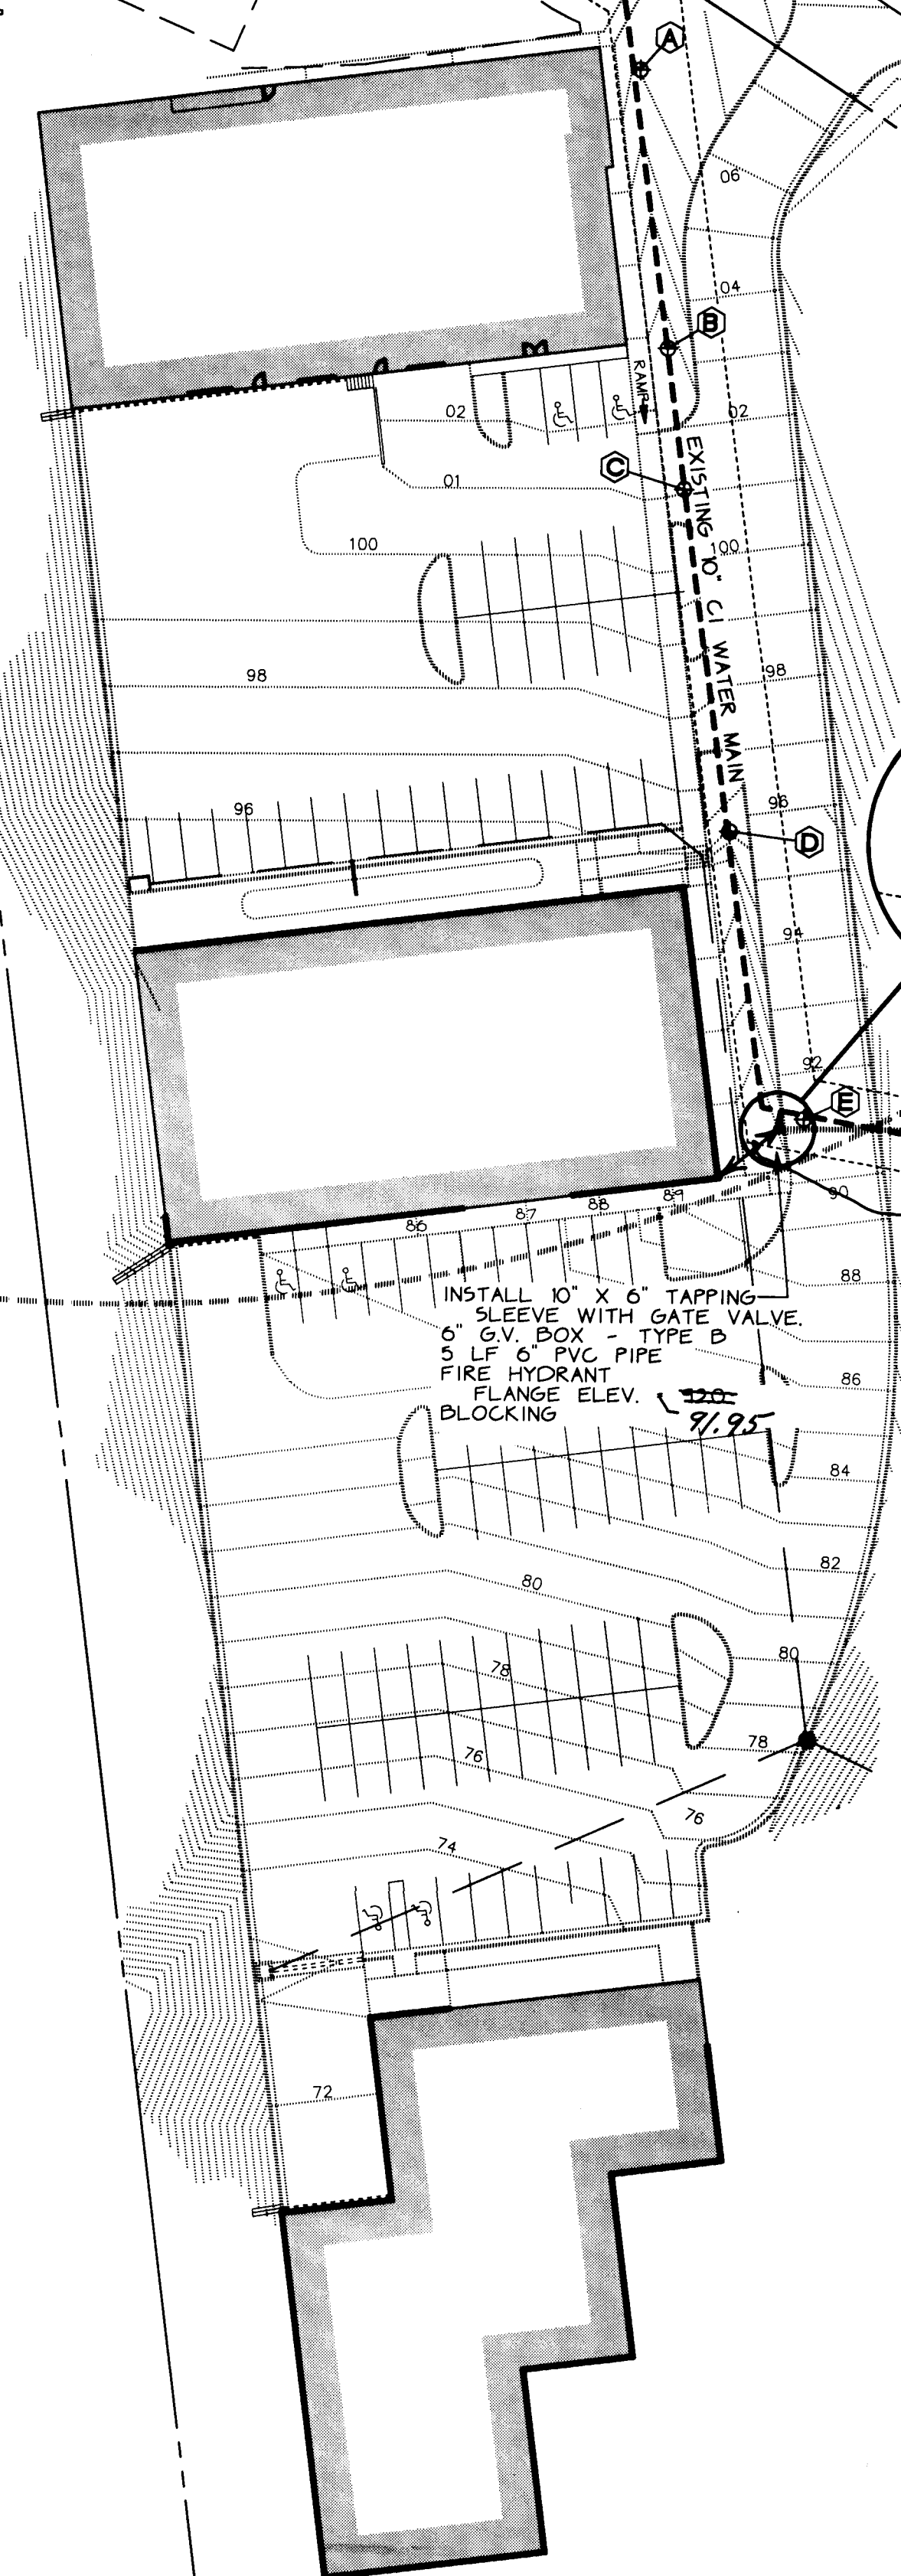 A
06
04
B
RAMP
02
02
C
01
EXISTING 10" CI WATER MAIN
100
100
98
98
96
96
D
94
92
E
90
86
87
88
89
88
INSTALL 10" X 6" TAPPING
SLEEVE WITH GATE VALVE.
6" G.V. BOX - TYPE B
5 LF 6" PVC PIPE
FIRE HYDRANT
FLANGE ELEV.
91.95
BLOCKING
86
84
82
80
80
78
78
76
76
74
72